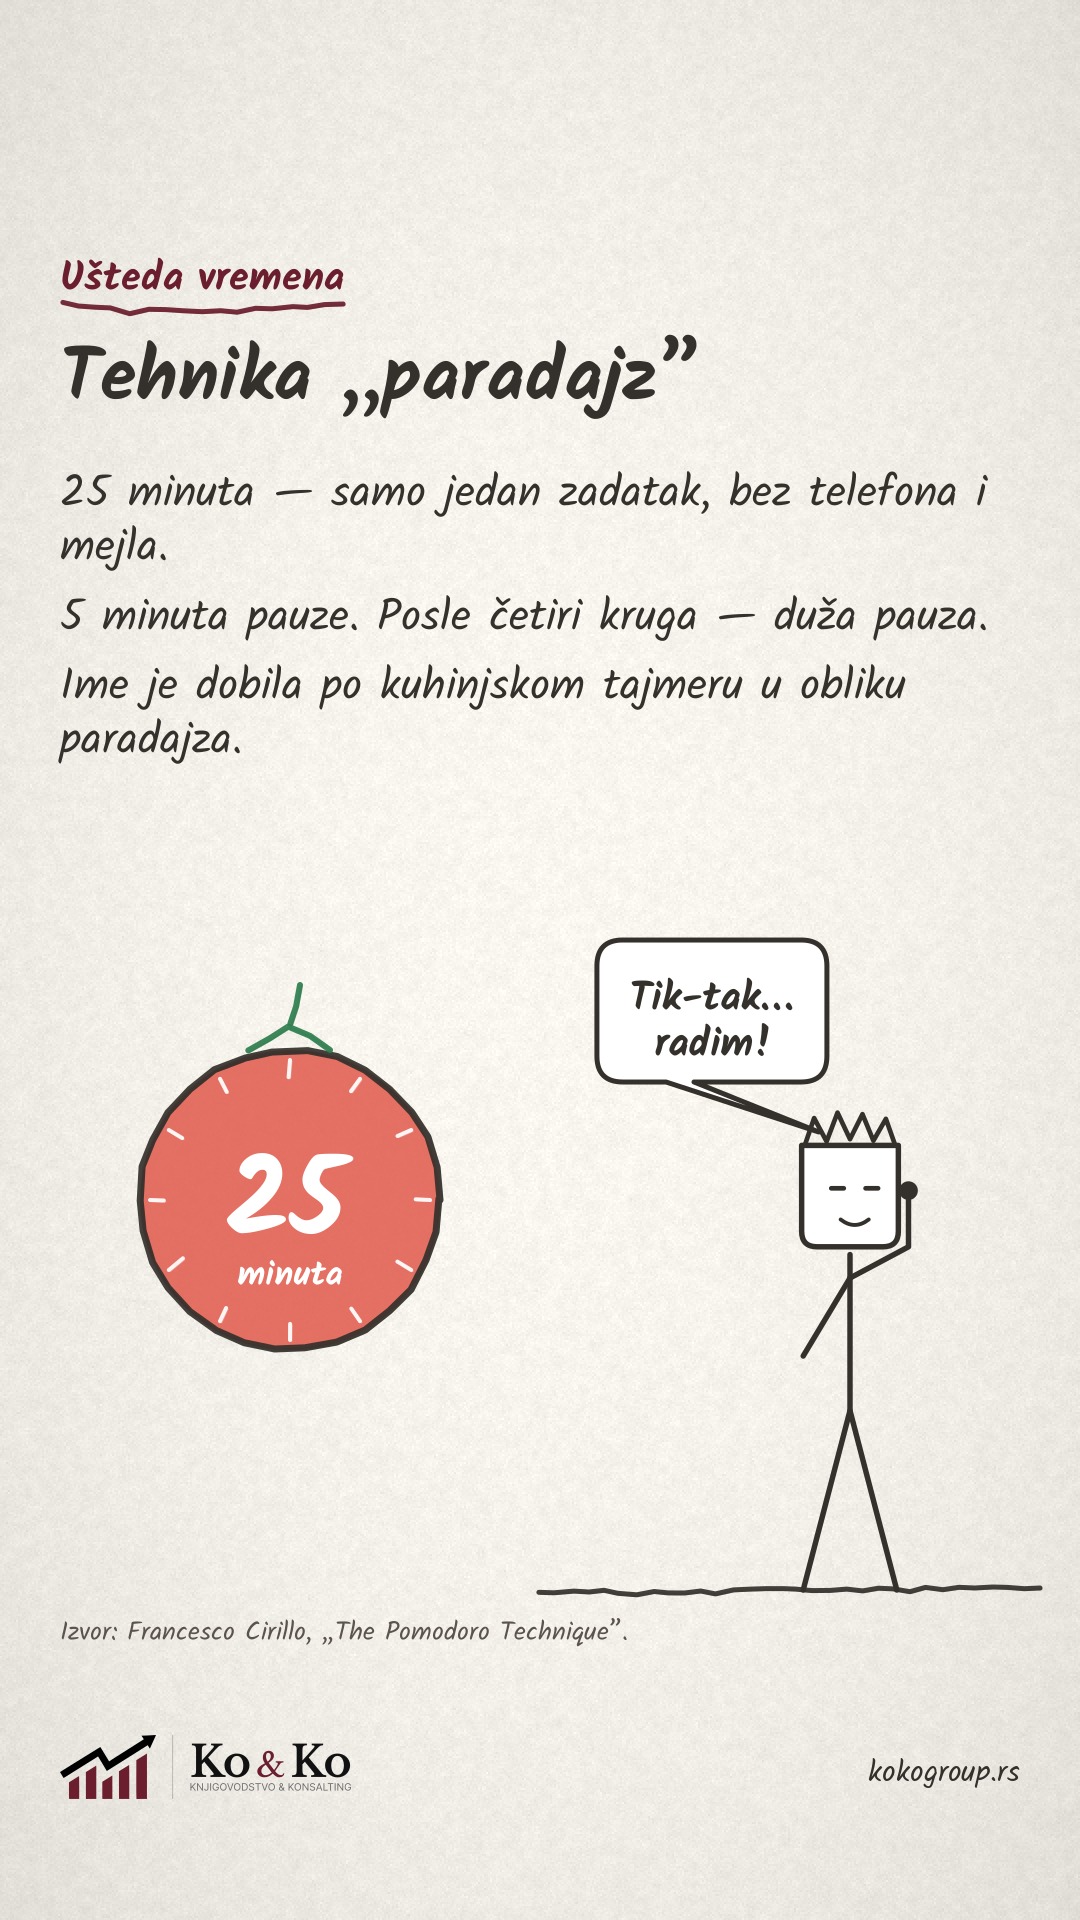 Ušteda vremena
Tehnika „paradajz”
25 minuta — samo jedan zadatak, bez telefona i
mejla.
5 minuta pauze. Posle četiri kruga — duža pauza.
Ime je dobila po kuhinjskom tajmeru u obliku
paradajza.
Tik-tak...
radim!
25
minuta
Izvor: Francesco Cirillo, „The Pomodoro Technique”.
Ko & Ko
KNJIGOVODSTVO & KONSALTING
kokogroup.rs